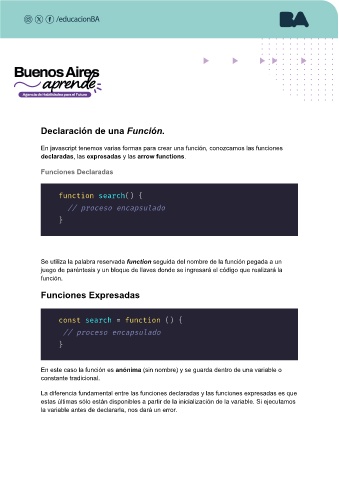 /educacionBA
BA
Buenos Aires
aprende
Agencia de Habilidades para el Futuro
Declaración de una Función.
En javascript tenemos varias formas para crear una función, conozcamos las funciones
declaradas, las expresadas y las arrow functions.
Funciones Declaradas
function search() {
// proceso encapsulado
}
Se utiliza la palabra reservada function seguida del nombre de la función pegada a un
juego de paréntesis y un bloque de llaves donde se ingresará el código que realizará la
función.
Funciones Expresadas
const search = function () {
// proceso encapsulado
}
En este caso la función es anónima (sin nombre) y se guarda dentro de una variable o
constante tradicional.
La diferencia fundamental entre las funciones declaradas y las funciones expresadas es que
estas últimas sólo están disponibles a partir de la inicialización de la variable. Si ejecutamos
la variable antes de declararla, nos dará un error.